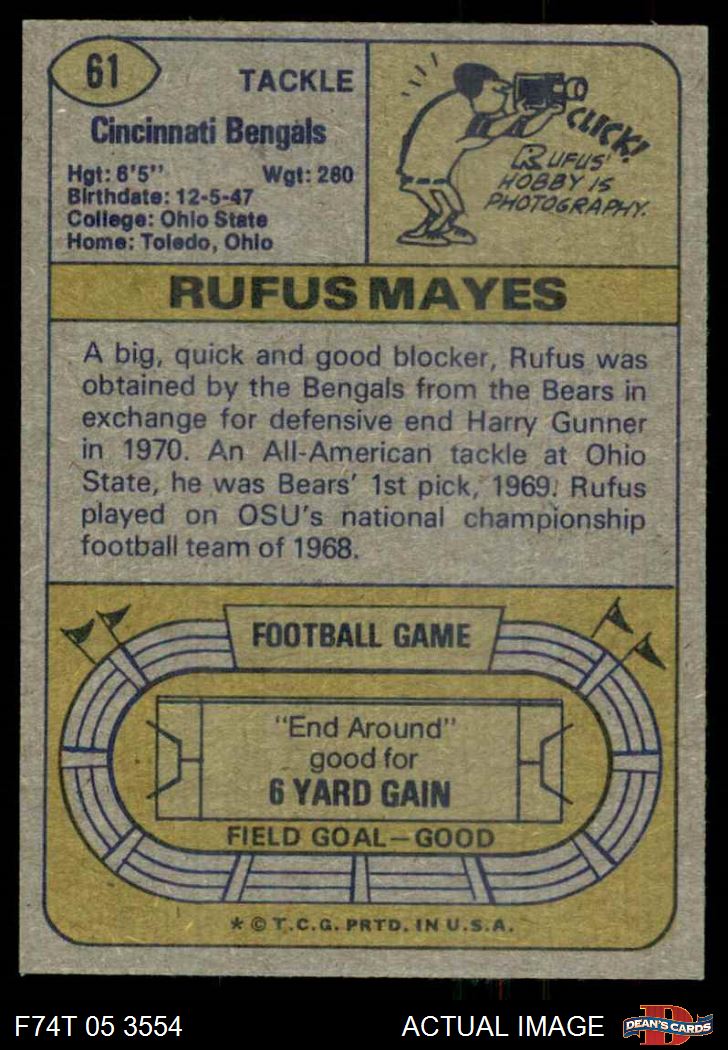 61
TACKLE
Cincinnati Bengals
Hgt: 6'5" Wgt: 260
Birthdate: 12-5-47
College: Ohio State
Home: Toledo, Ohio
CLICK!
RUFUS'
HOBBY IS
PHOTOGRAPHY.
RUFUS MAYES
A big, quick and good blocker, Rufus was
obtained by the Bengals from the Bears in
exchange for defensive end Harry Gunner
in 1970. An All-American tackle at Ohio
State, he was Bears' 1st pick, 1969. Rufus
played on OSU's national championship
football team of 1968.
FOOTBALL GAME
"End Around"
good for
6 YARD GAIN
FIELD GOAL—GOOD
* © T.C.G. PRTD. IN U.S.A.
F74T 05 3554 ACTUAL IMAGE
D
DEAN'S CARDS